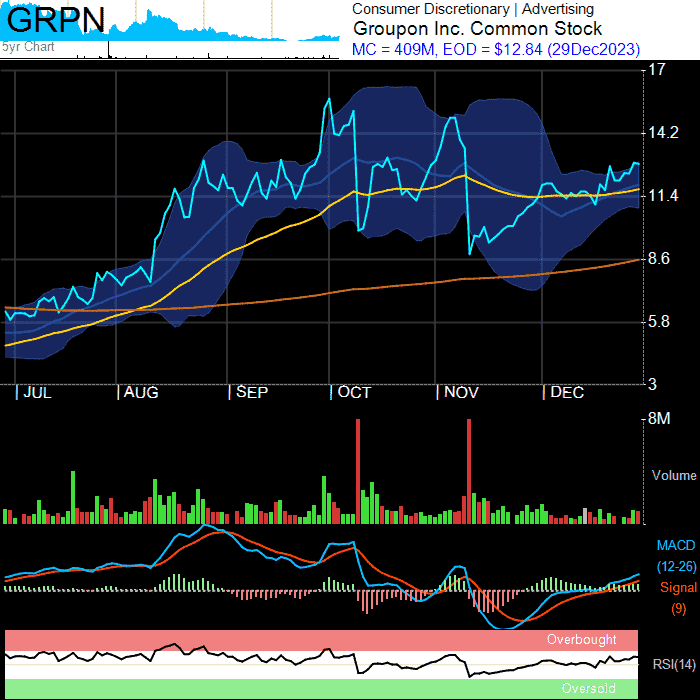 GRPN
5yr Chart
Consumer Discretionary | Advertising
Groupon Inc. Common Stock
MC = 409M, EOD = $12.84 (29Dec2023)
17
14.2
11.4
8.6
5.8
3
| JUL | AUG | SEP | OCT | NOV | DEC
8M
Volume
MACD
(12-26)
Signal
(9)
Overbought
RSI(14)
Oversold